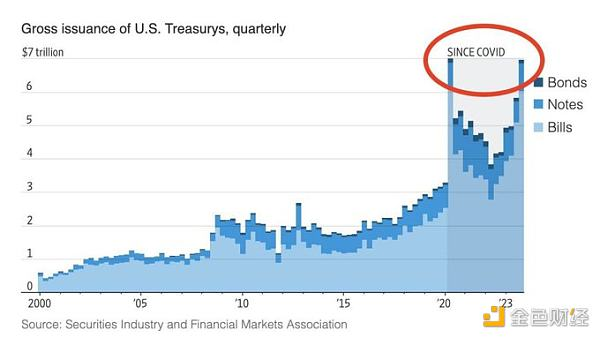 Gross issuance of U.S. Treasurys, quarterly
$7 trillion
SINCE COVID
6
Bonds
Notes
5
Bills
4
3
2
1
0
2000 '05 '10 '15 '20 '23
Source: Securities Industry and Financial Markets Association
金色财经